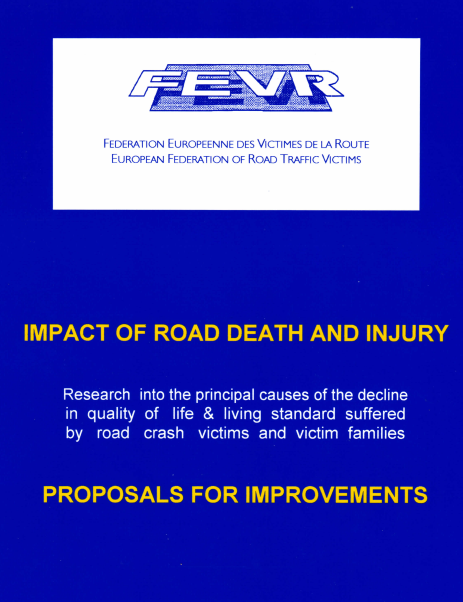 FEVR
FEDERATION EUROPEENNE DES VICTIMES DE LA ROUTE
EUROPEAN FEDERATION OF ROAD TRAFFIC VICTIMS
IMPACT OF ROAD DEATH AND INJURY
Research into the principal causes of the decline
in quality of life & living standard suffered
by road crash victims and victim families
PROPOSALS FOR IMPROVEMENTS